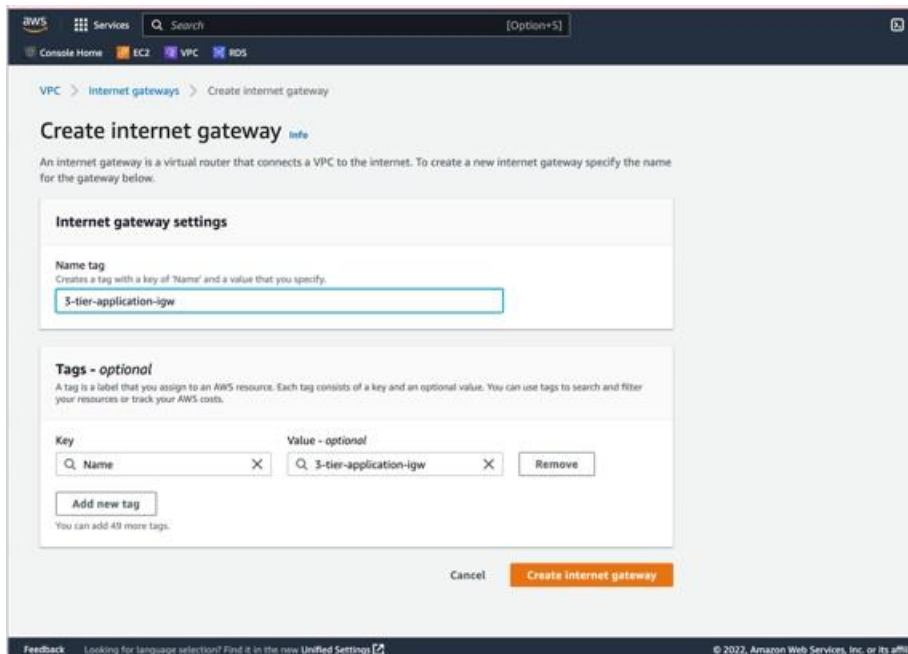 aws Services Search [Option+S]
Console Home EC2 VPC RDS
VPC > Internet gateways > Create internet gateway
Create internet gateway Info
An internet gateway is a virtual router that connects a VPC to the internet. To create a new internet gateway specify the name
for the gateway below.
Internet gateway settings
Name tag
Creates a tag with a key of 'Name' and a value that you specify.
3-tier-application-igw
Tags - optional
A tag is a label that you assign to an AWS resource. Each tag consists of a key and an optional value. You can use tags to search and filter
your resources or track your AWS costs.
Key Value - optional
Name 3-tier-application-igw Remove
Add new tag
You can add 49 more tags.
Cancel Create internet gateway
Feedback Looking for language selection? Find it in the new Unified Settings © 2022, Amazon Web Services, Inc. or its affil